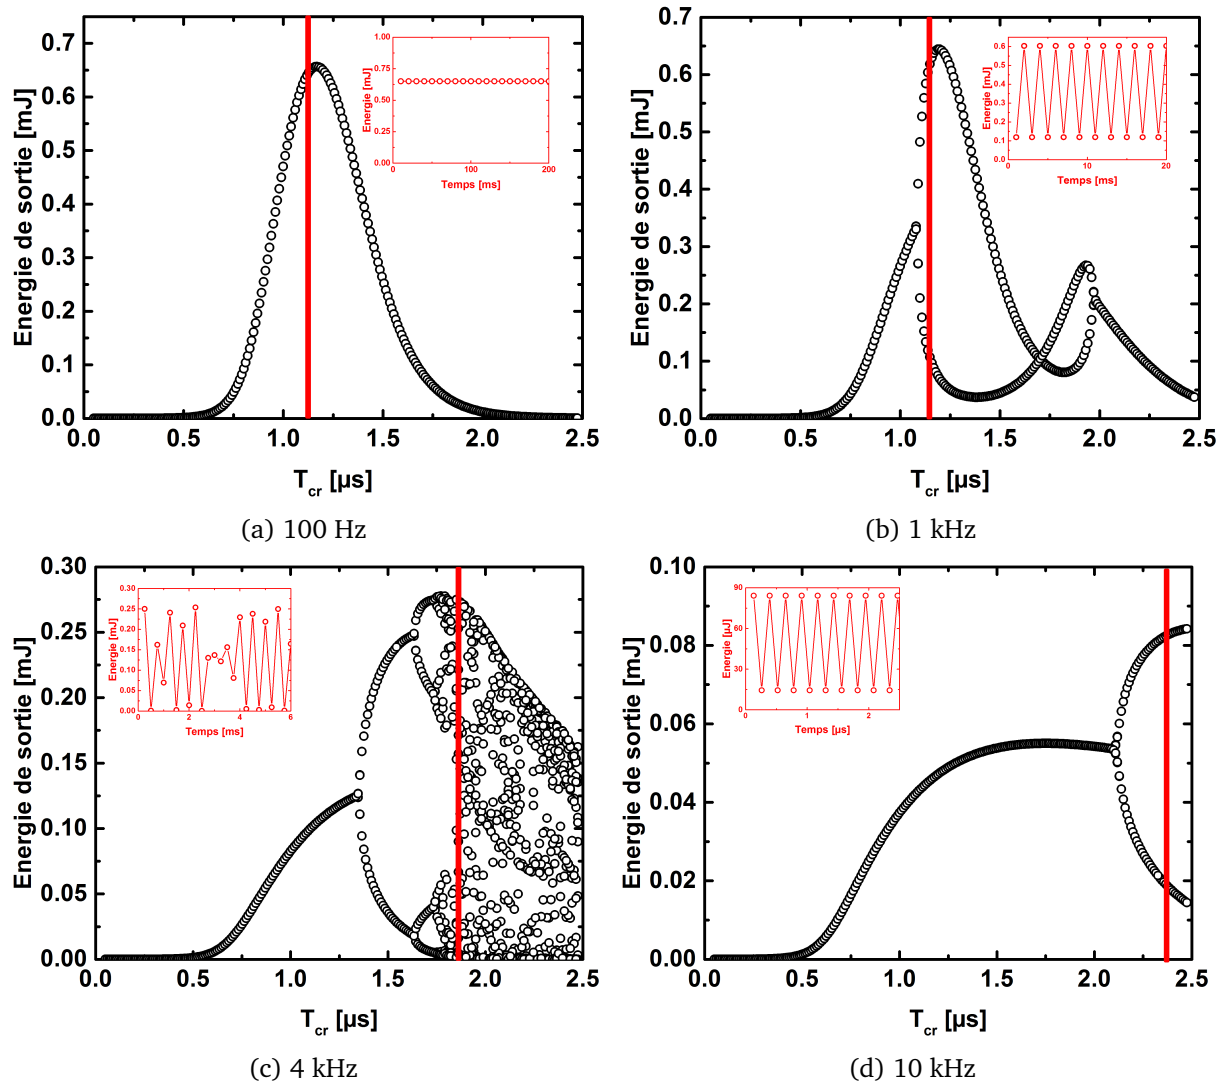 Energie de sortie [mJ]
0.7
0.6
0.5
0.4
0.3
0.2
0.1
0.0
0.0 0.5 1.0 1.5 2.0 2.5
T_cr [µs]
Energie [mJ]
1.00
0.75
0.50
0.25
0.00
0 100 200
Temps [ms]
(a) 100 Hz
Energie de sortie [mJ]
0.7
0.6
0.5
0.4
0.3
0.2
0.1
0.0
0.0 0.5 1.0 1.5 2.0 2.5
T_cr [µs]
Energie [mJ]
0.6
0.5
0.4
0.3
0.2
0.1
0.0
0 10 20
Temps [ms]
(b) 1 kHz
Energie de sortie [mJ]
0.30
0.25
0.20
0.15
0.10
0.05
0.00
0.0 0.5 1.0 1.5 2.0 2.5
T_cr [µs]
Energie [mJ]
0.30
0.25
0.20
0.15
0.10
0.05
0.00
0 2 4 6
Temps [ms]
(c) 4 kHz
Energie de sortie [mJ]
0.10
0.08
0.06
0.04
0.02
0.00
0.0 0.5 1.0 1.5 2.0 2.5
T_cr [µs]
Energie [µJ]
90
60
30
0
0 1 2
Temps [µs]
(d) 10 kHz